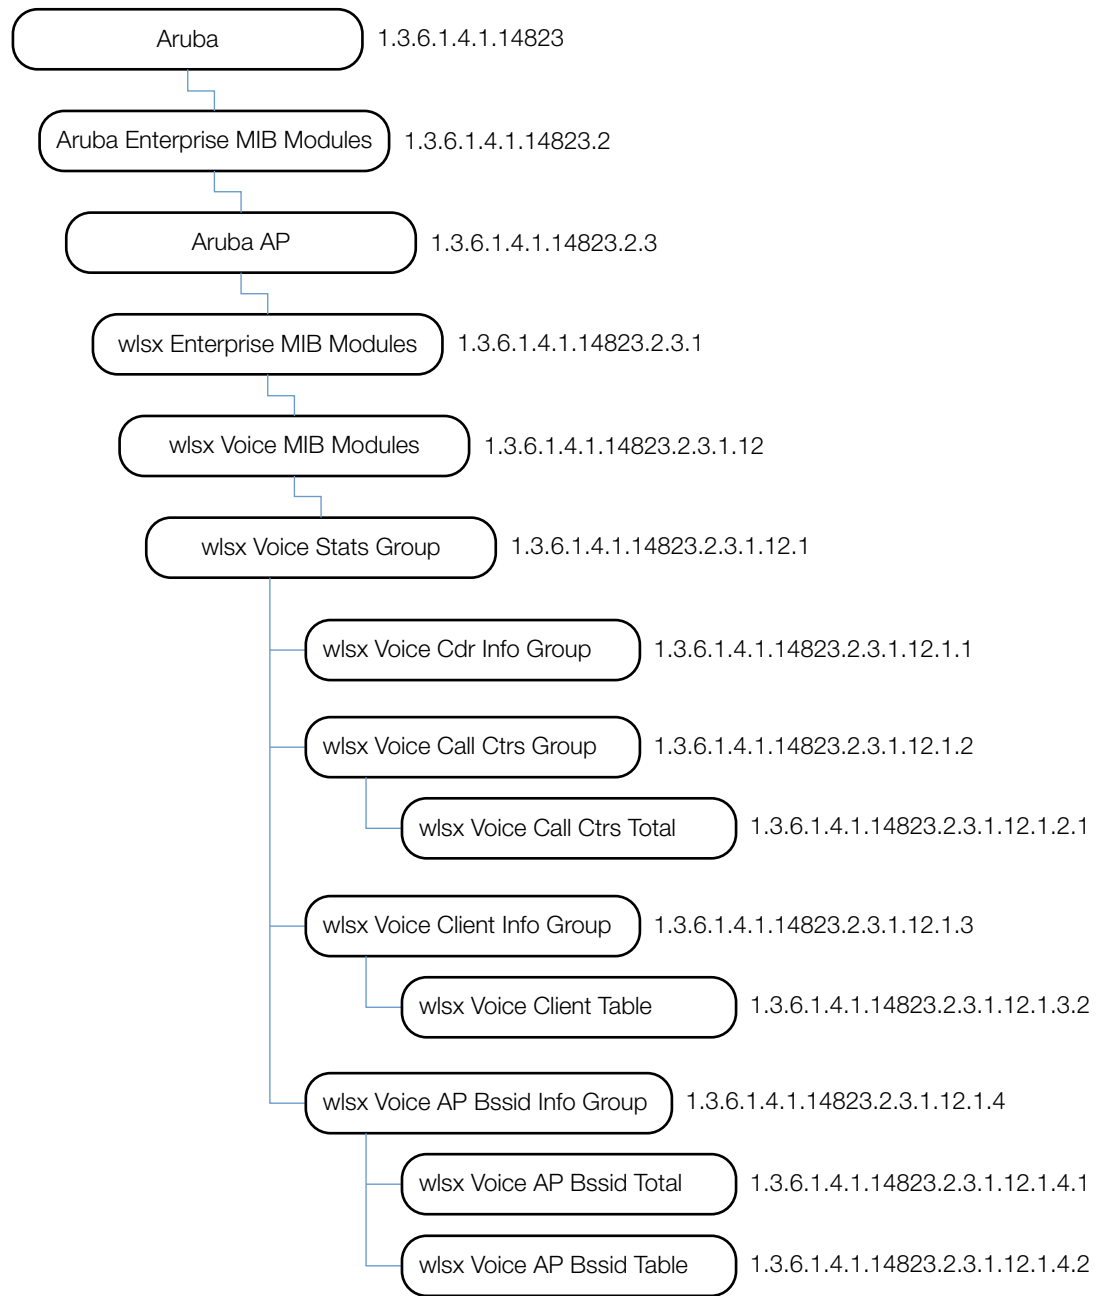 Aruba 1.3.6.1.4.1.14823
Aruba Enterprise MIB Modules 1.3.6.1.4.1.14823.2
Aruba AP 1.3.6.1.4.1.14823.2.3
wlsx Enterprise MIB Modules 1.3.6.1.4.1.14823.2.3.1
wlsx Voice MIB Modules 1.3.6.1.4.1.14823.2.3.1.12
wlsx Voice Stats Group 1.3.6.1.4.1.14823.2.3.1.12.1
wlsx Voice Cdr Info Group 1.3.6.1.4.1.14823.2.3.1.12.1.1
wlsx Voice Call Ctrs Group 1.3.6.1.4.1.14823.2.3.1.12.1.2
wlsx Voice Call Ctrs Total 1.3.6.1.4.1.14823.2.3.1.12.1.2.1
wlsx Voice Client Info Group 1.3.6.1.4.1.14823.2.3.1.12.1.3
wlsx Voice Client Table 1.3.6.1.4.1.14823.2.3.1.12.1.3.2
wlsx Voice AP Bssid Info Group 1.3.6.1.4.1.14823.2.3.1.12.1.4
wlsx Voice AP Bssid Total 1.3.6.1.4.1.14823.2.3.1.12.1.4.1
wlsx Voice AP Bssid Table 1.3.6.1.4.1.14823.2.3.1.12.1.4.2